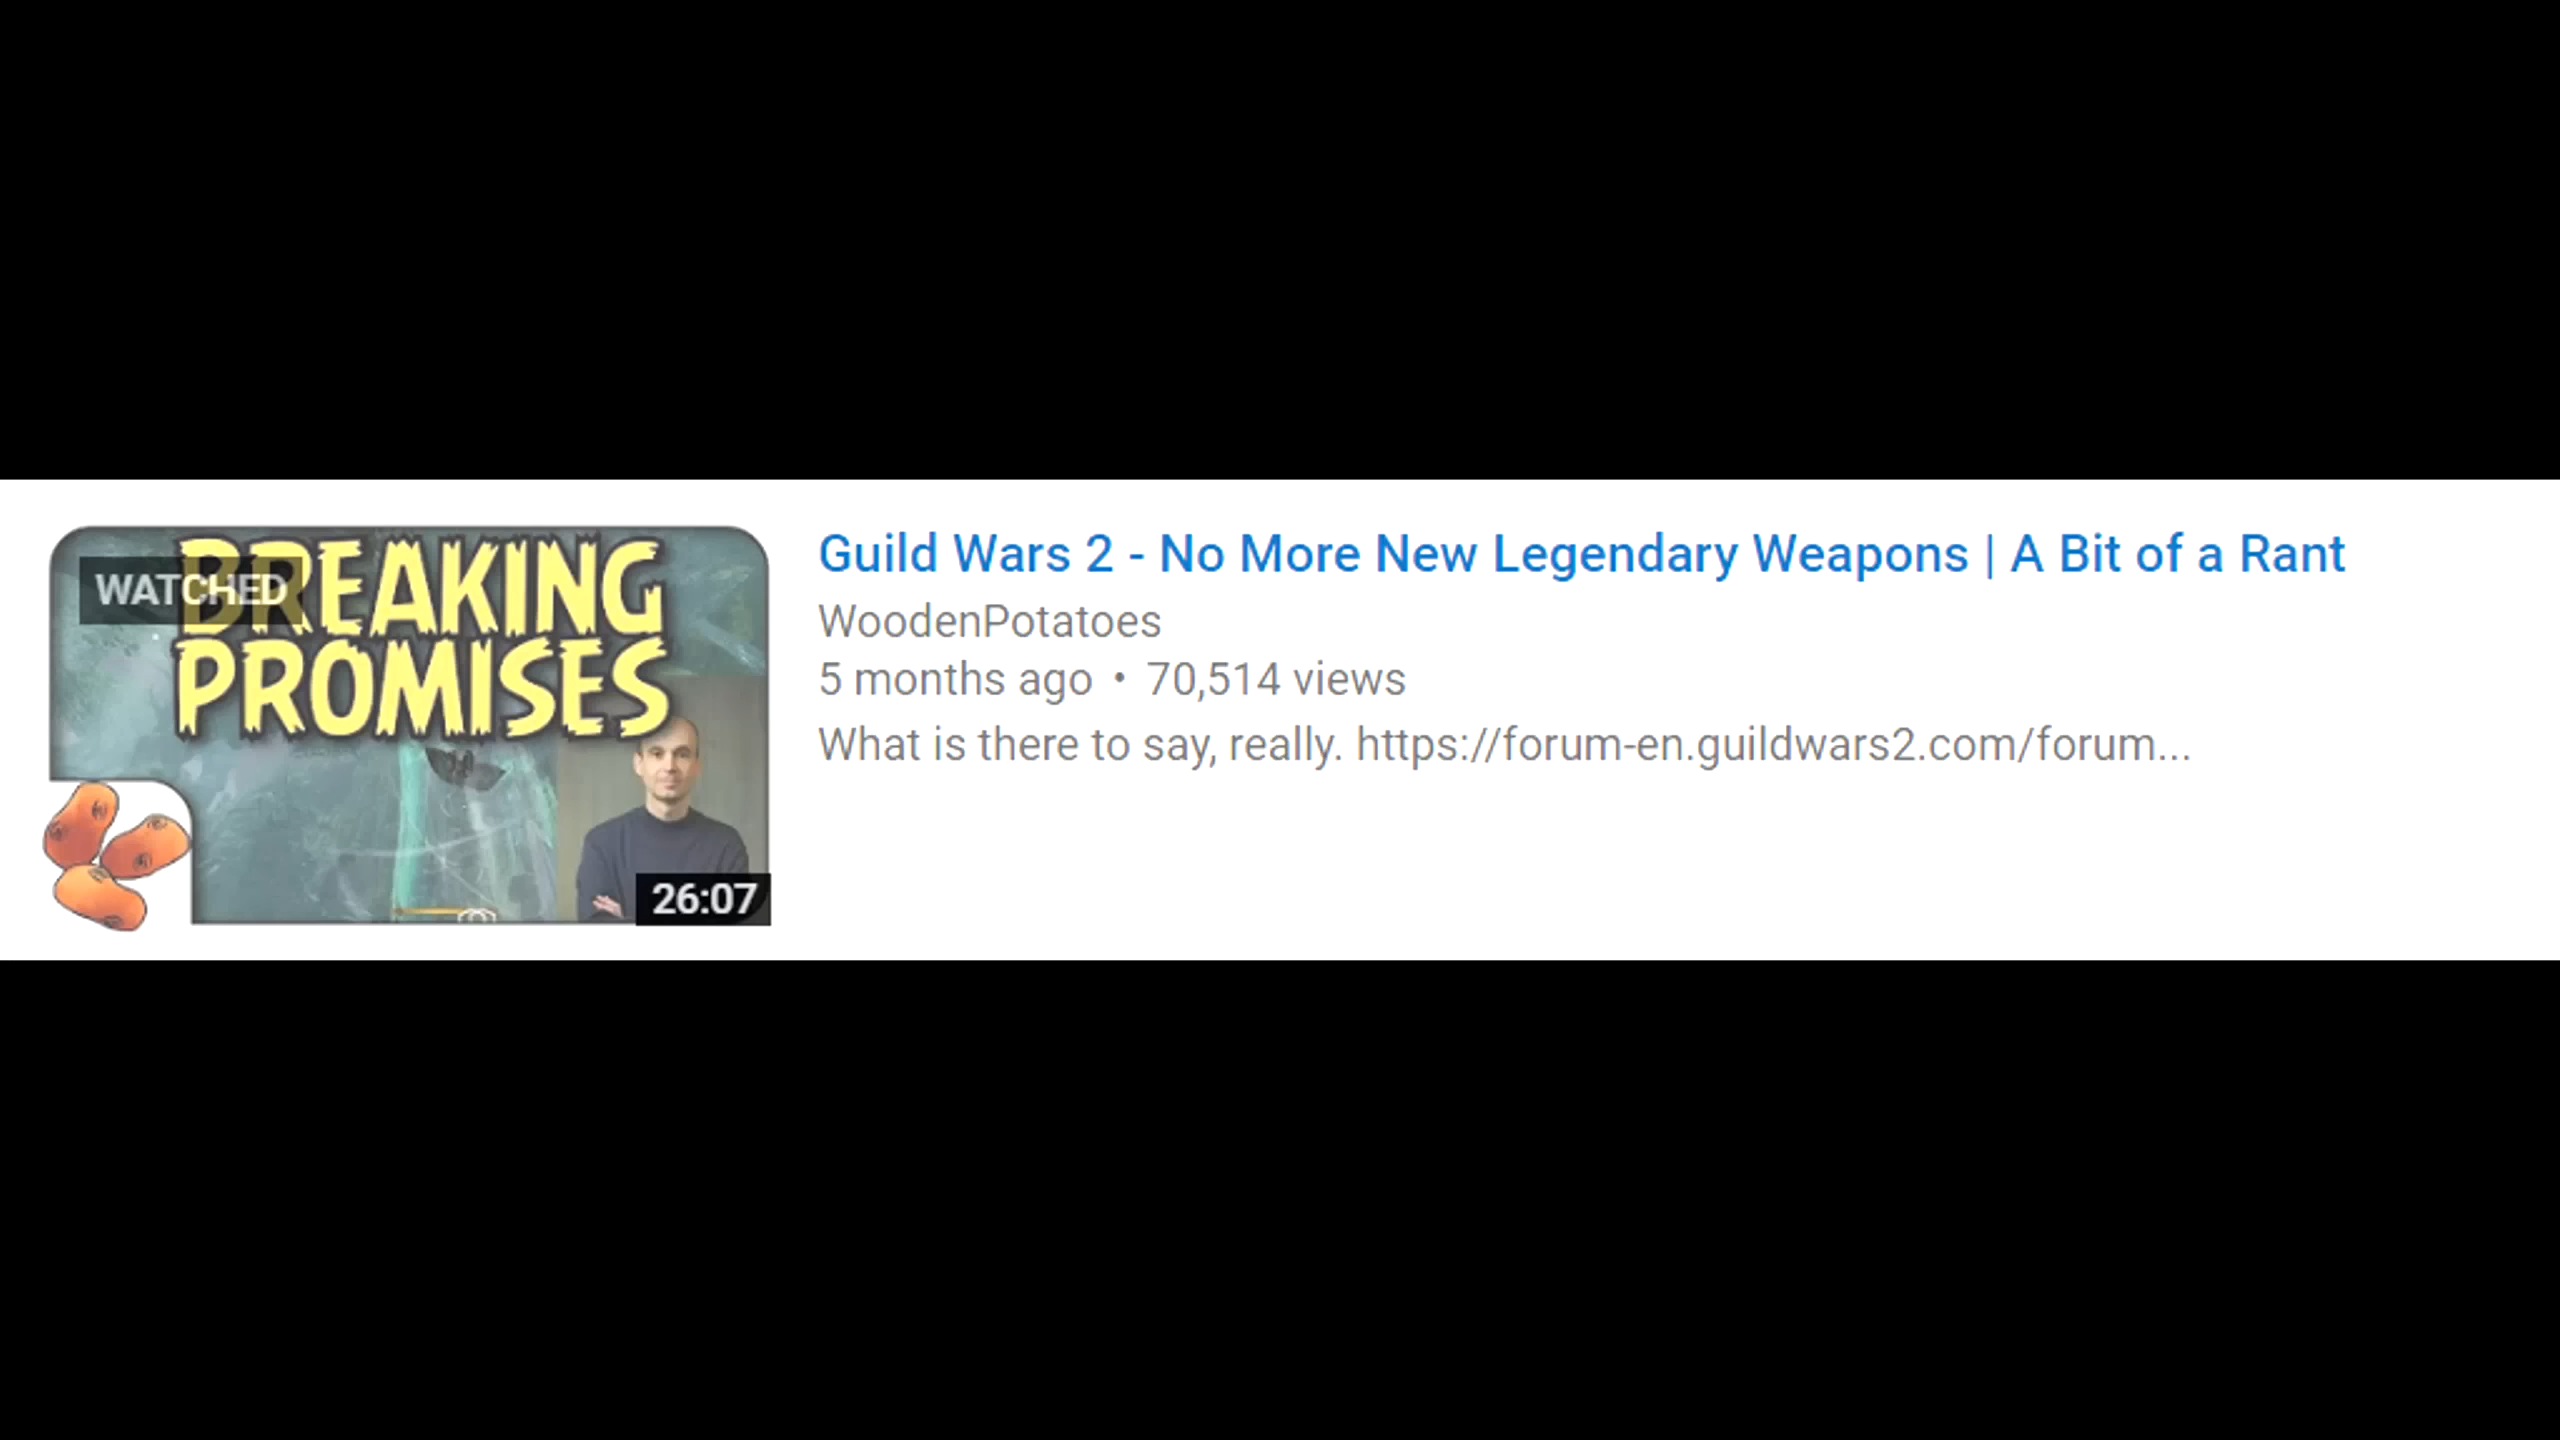 BREAKING
PROMISES
WATCHED
26:07
Guild Wars 2 - No More New Legendary Weapons | A Bit of a Rant
WoodenPotatoes
5 months ago • 70,514 views
What is there to say, really. https://forum-en.guildwars2.com/forum...